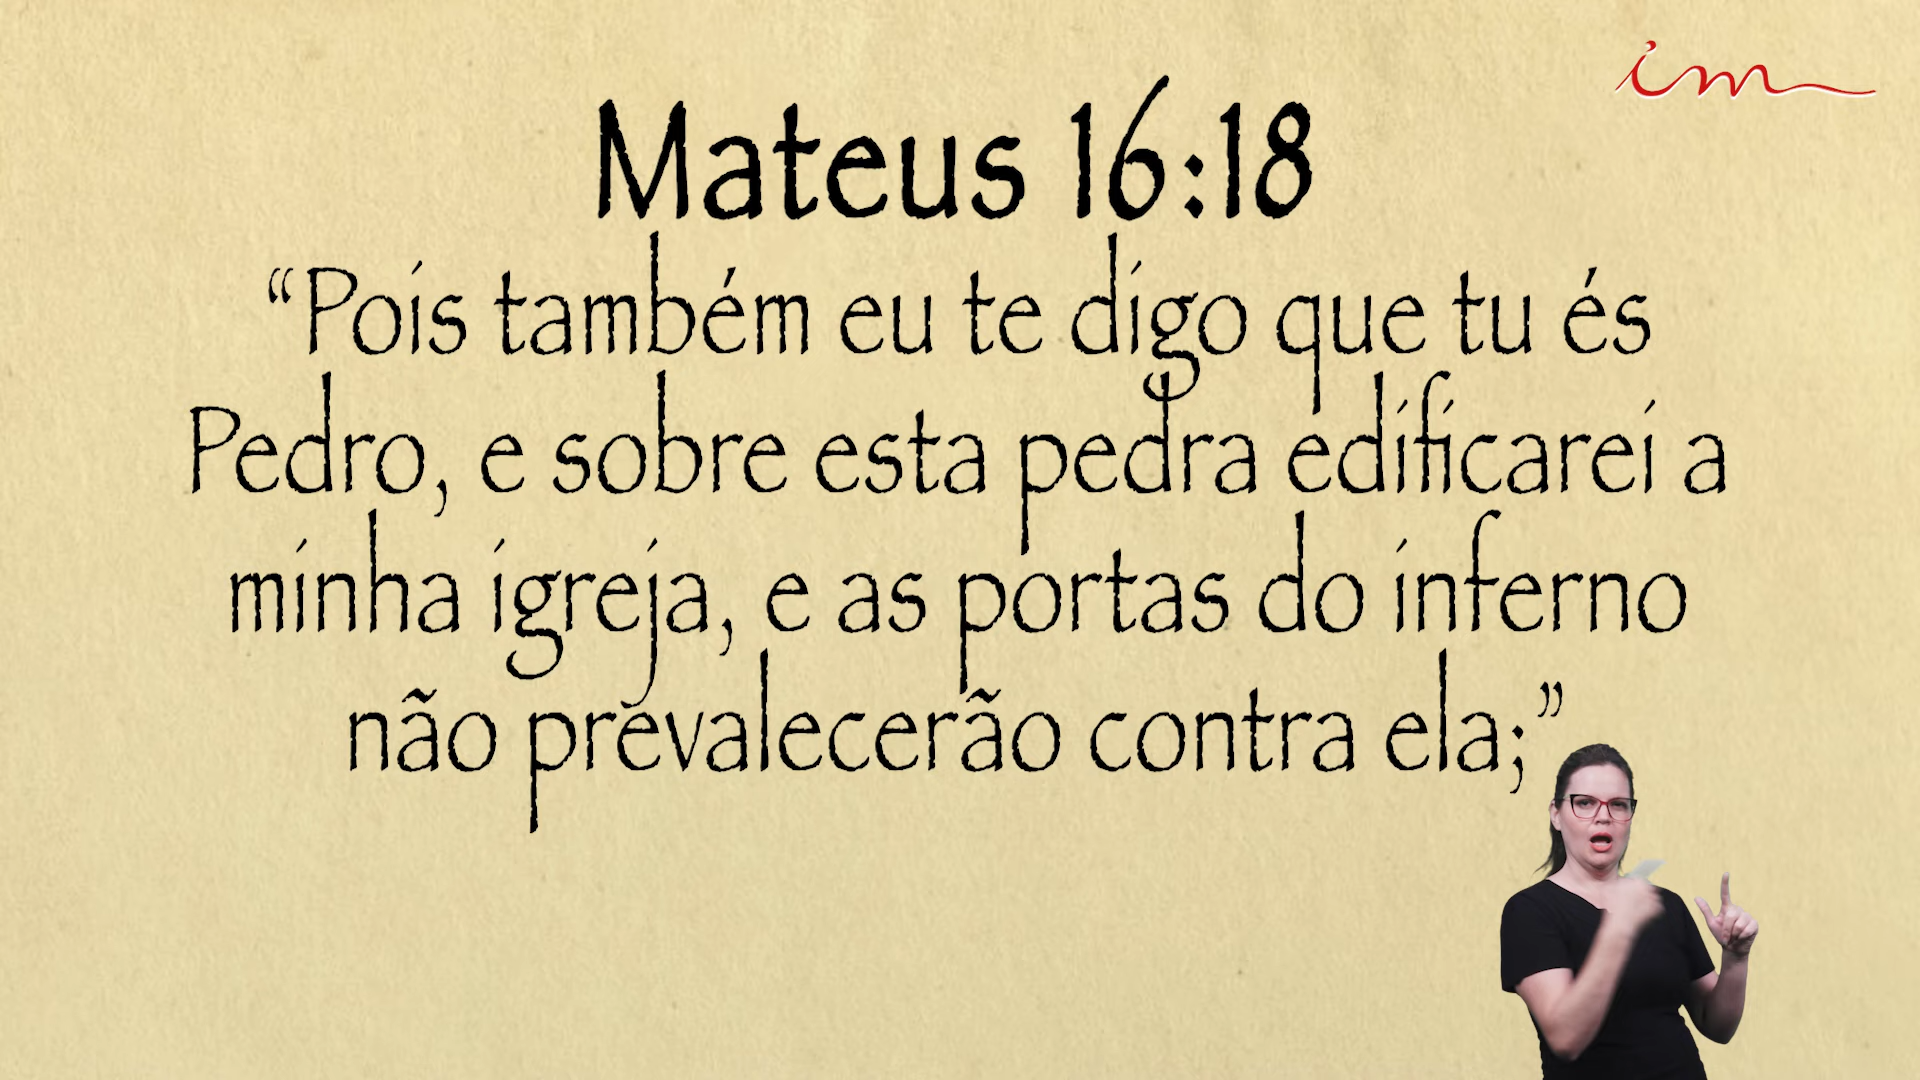 im
Mateus 16:18
“Pois também eu te digo que tu és
Pedro, e sobre esta pedra edificarei a
minha igreja, e as portas do inferno
não prevalecerão contra ela;”